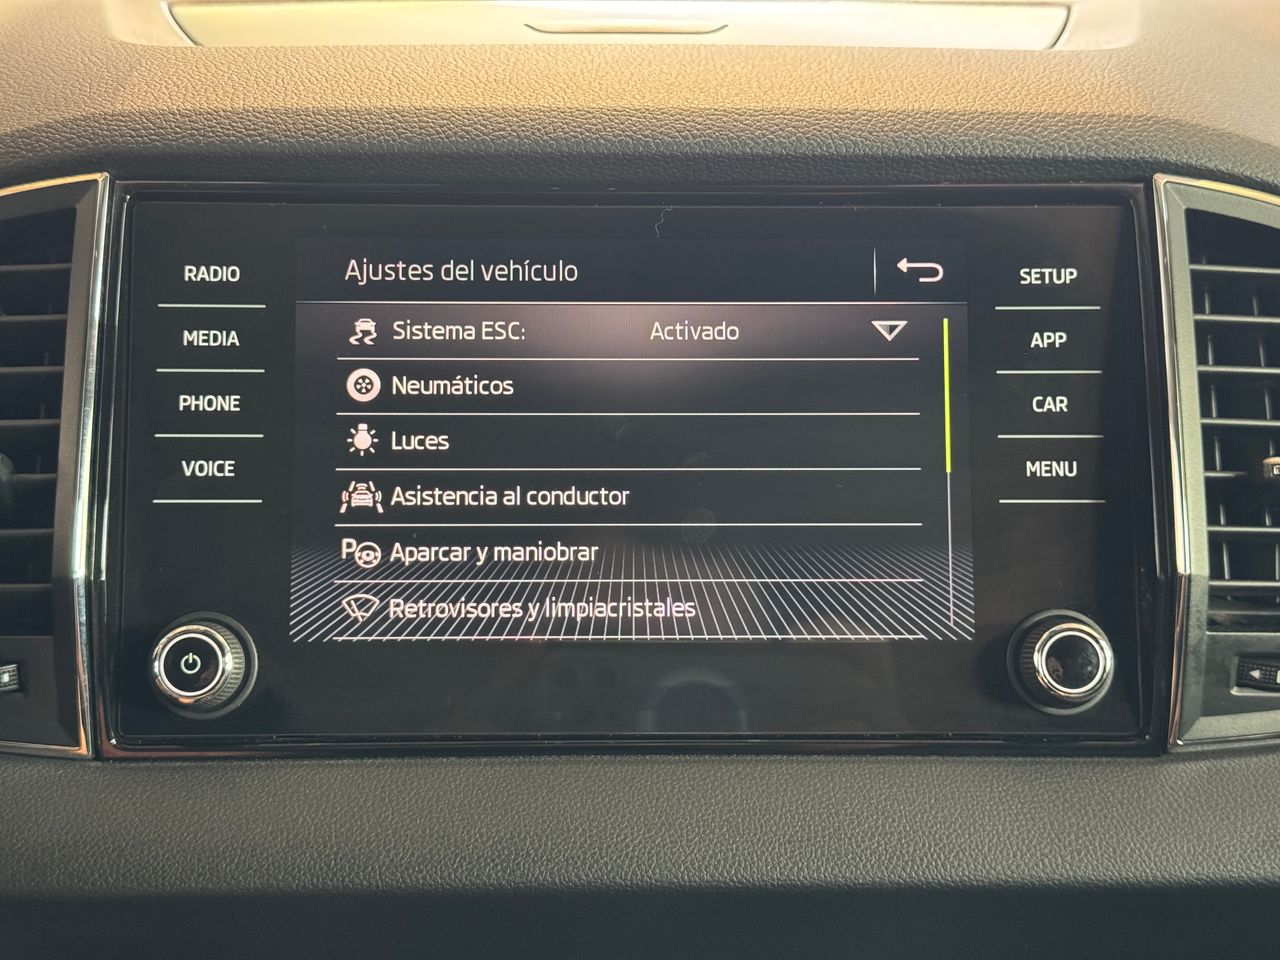 Ajustes del vehículo
RADIO
MEDIA
PHONE
VOICE
Sistema ESC: Activado
Neumáticos
Luces
Asistencia al conductor
P Aparcar y maniobrar
Retrovisores y limpiacristales
SETUP
APP
CAR
MENU